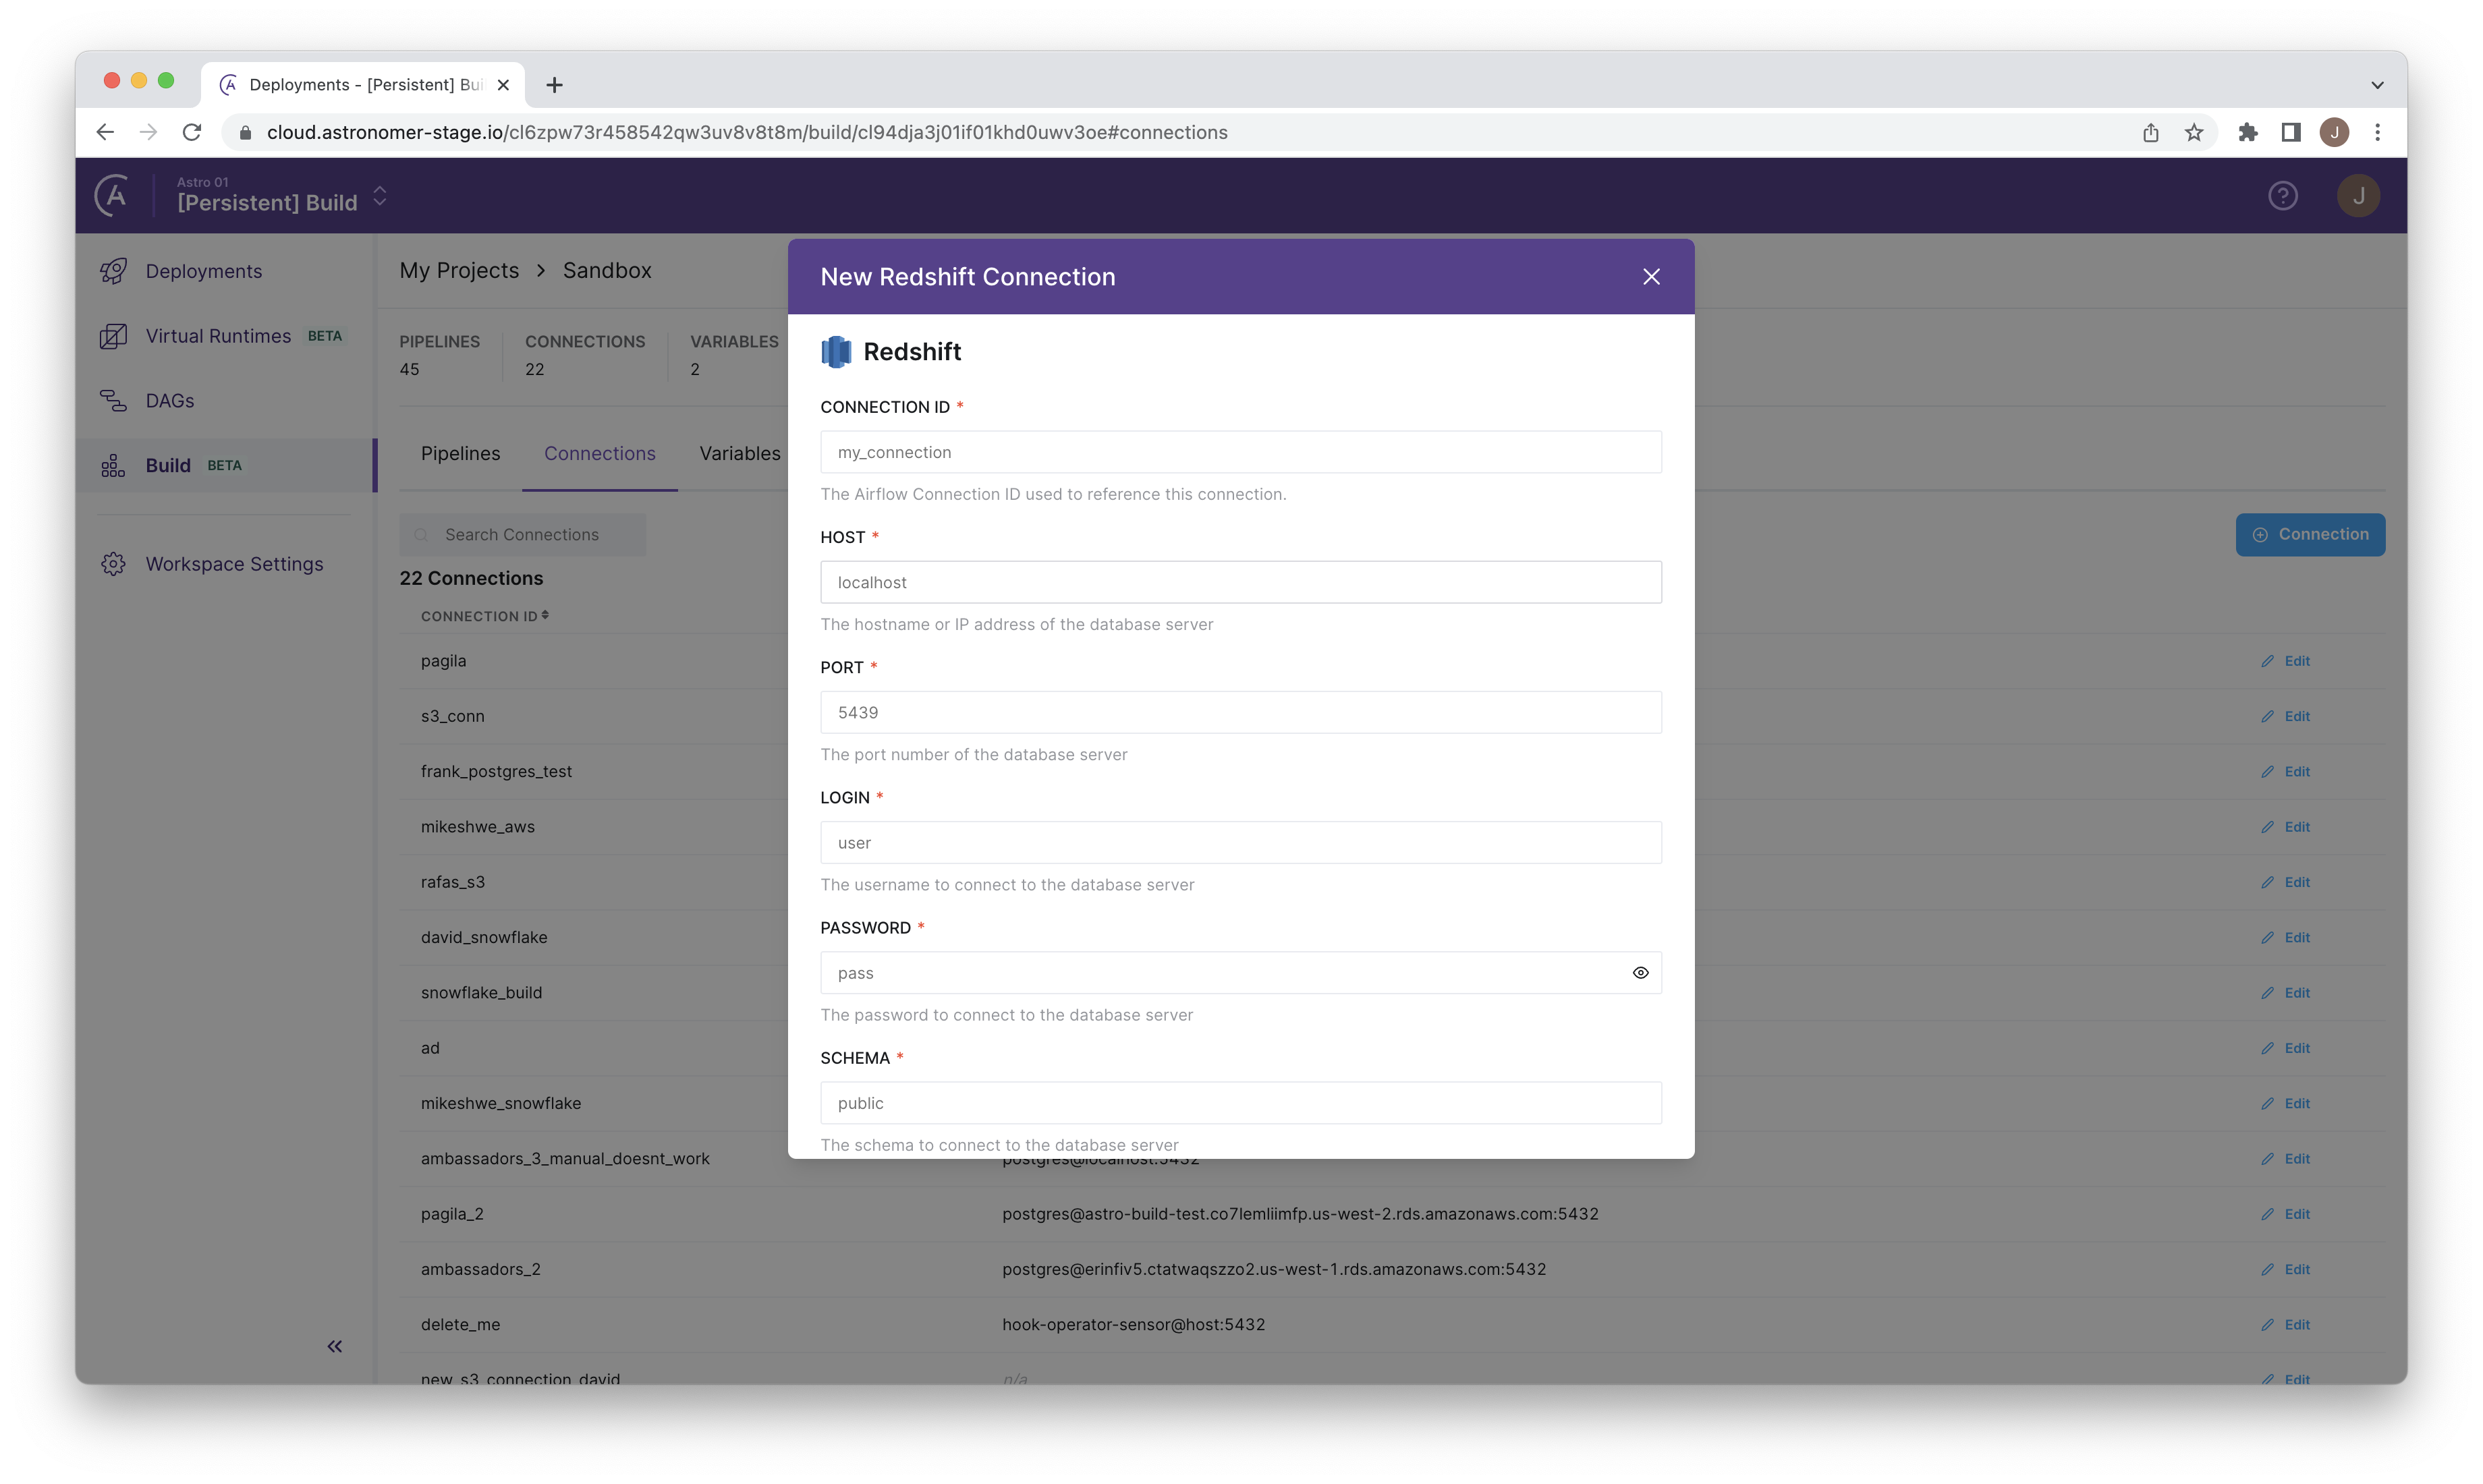 Deployments - [Persistent] Bui
cloud.astronomer-stage.io/cl6zpw73r458542qw3uv8v8t8m/build/cl94dja3j01if01khd0uwv3oe#connections
J
Astro 01
[Persistent] Build
?
J
Deployments
Virtual Runtimes BETA
DAGs
Build BETA
Workspace Settings
My Projects > Sandbox
PIPELINES
45
CONNECTIONS
22
VARIABLES
2
Pipelines
Connections
Variables
Search Connections
Connection
22 Connections
CONNECTION ID
pagila
Edit
s3_conn
Edit
frank_postgres_test
Edit
mikeshwe_aws
Edit
rafas_s3
Edit
david_snowflake
Edit
snowflake_build
Edit
ad
Edit
mikeshwe_snowflake
Edit
ambassadors_3_manual_doesnt_work
postgres@localhost:5432
Edit
pagila_2
postgres@astro-build-test.co7lemliimfp.us-west-2.rds.amazonaws.com:5432
Edit
ambassadors_2
postgres@erinfiv5.ctatwaqszzo2.us-west-1.rds.amazonaws.com:5432
Edit
delete_me
hook-operator-sensor@host:5432
Edit
new_s3_connection_david
n/a
Edit
New Redshift Connection
Redshift
CONNECTION ID *
my_connection
The Airflow Connection ID used to reference this connection.
HOST *
localhost
The hostname or IP address of the database server
PORT *
5439
The port number of the database server
LOGIN *
user
The username to connect to the database server
PASSWORD *
pass
The password to connect to the database server
SCHEMA *
public
The schema to connect to the database server